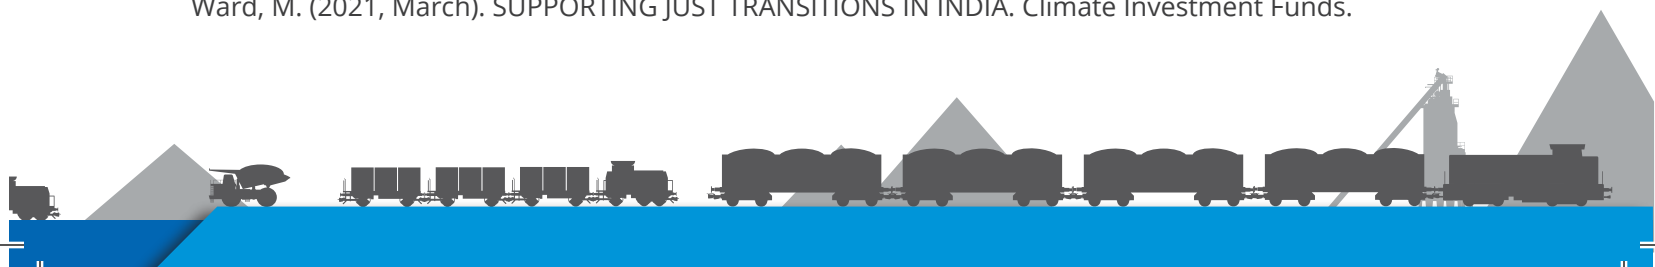 Ward, M. (2021, March). SUPPORTING JUST TRANSITIONS IN INDIA. Climate Investment Funds.